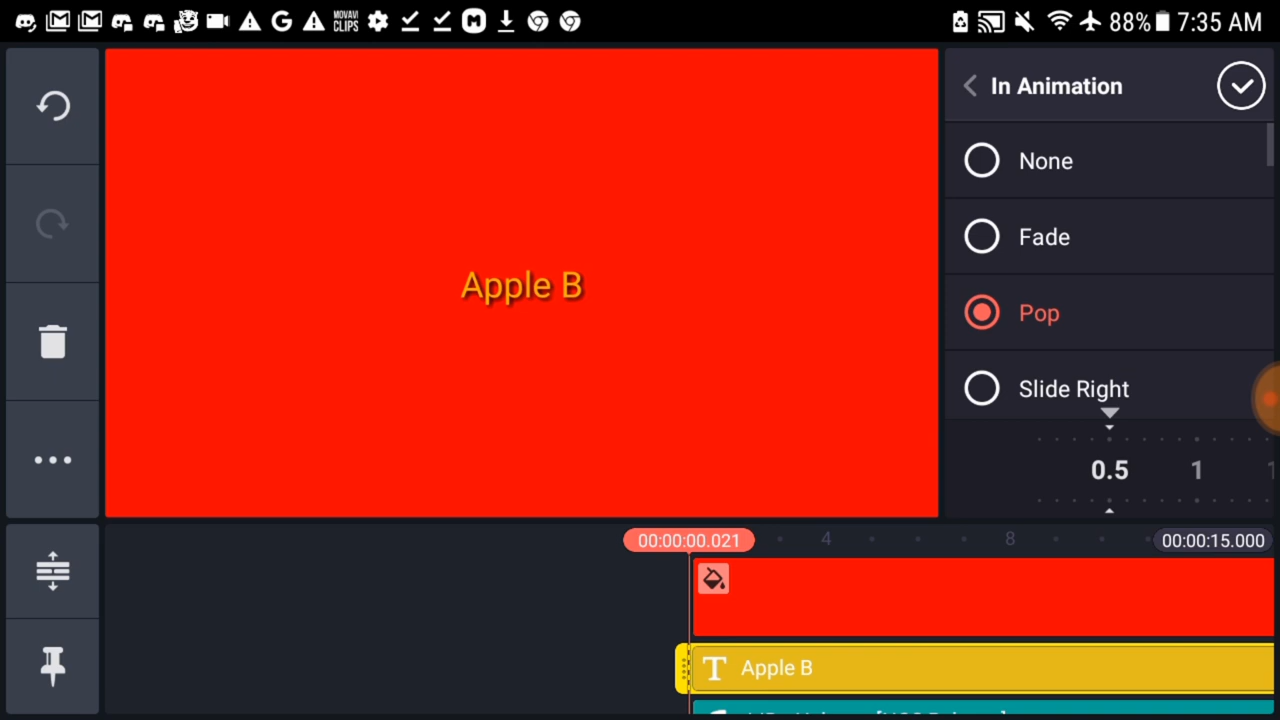 MOVAVI
CLIPS
G
M
88% 7:35 AM
In Animation
None
Fade
Pop
Slide Right
0.5 1
Apple B
00:00:00.021 4 8 00:00:15.000
T Apple B